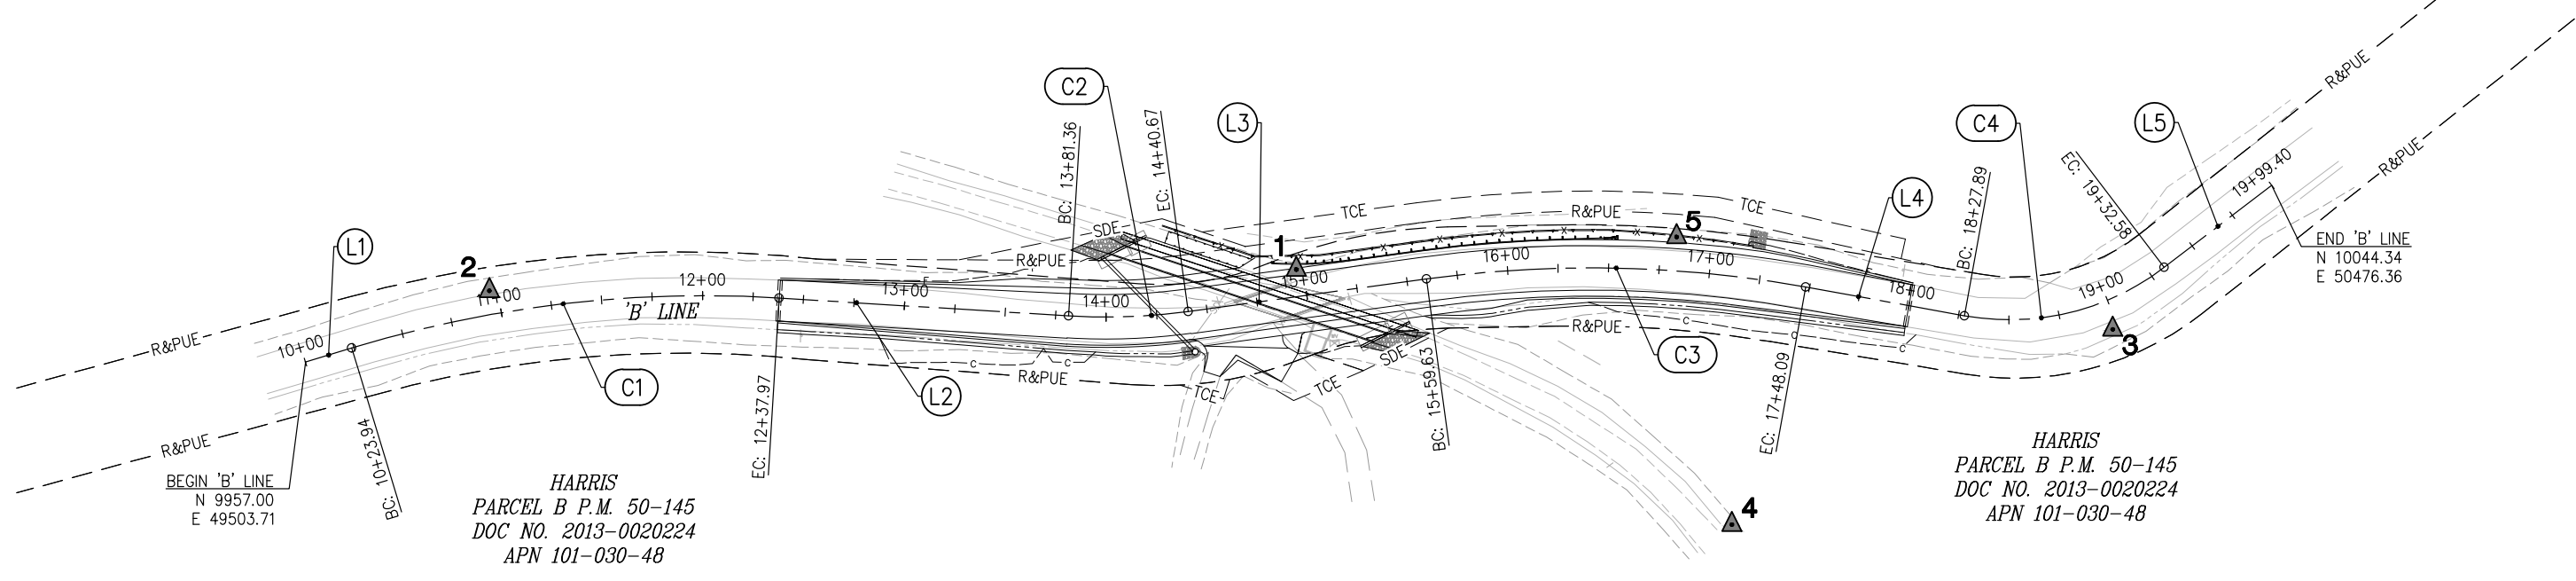 R&PUE
R&PUE
C2
C4
L3
L5
BC: 13+81.36
EC: 14+40.67
EC: 19+32.58
19+99.40
L4
BC: 18+27.89
TCE
TCE
R&PUE
5
SDE
1
L1
2
R&PUE
END 'B' LINE
N 10044.34
E 50476.36
16+00
17+00
15+00
18+00
19+00
11+00
12+00
13+00
14+00
'B' LINE
10+00
R&PUE
R&PUE
3
C3
SDE
R&PUE
C1
L2
TCE
TCE
R&PUE
BC: 10+23.94
EC: 12+37.97
BC: 15+59.63
EC: 17+48.09
BEGIN 'B' LINE
N 9957.00
E 49503.71
HARRIS
PARCEL B P.M. 50-145
DOC NO. 2013-0020224
APN 101-030-48
4
HARRIS
PARCEL B P.M. 50-145
DOC NO. 2013-0020224
APN 101-030-48